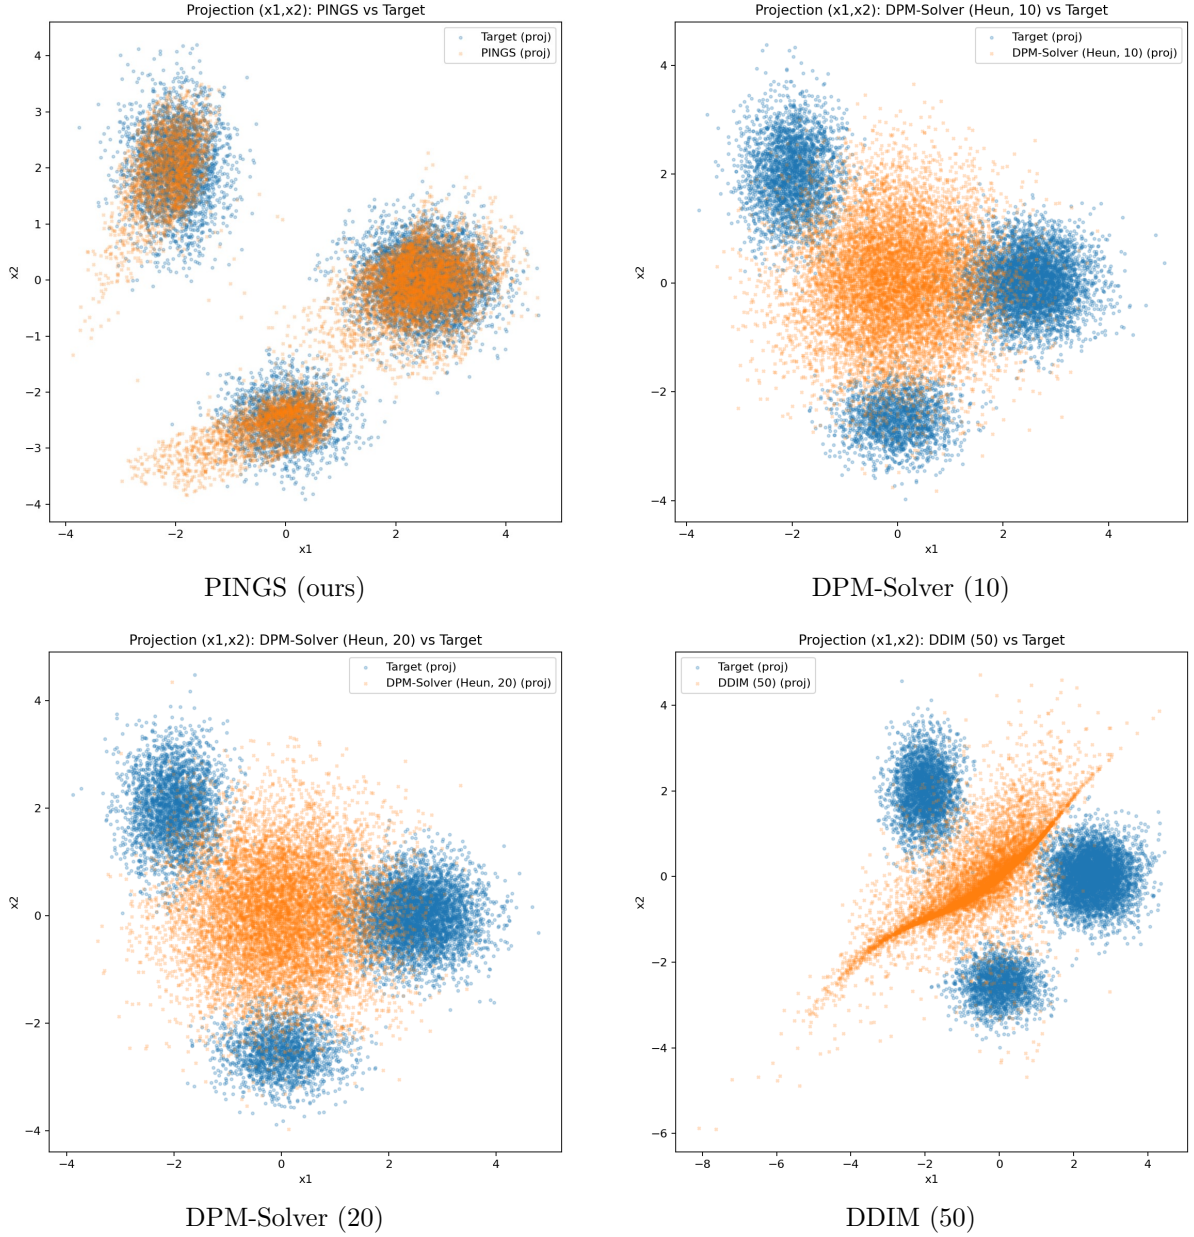 Projection (x1,x2): PINGS vs Target
Target (proj)
PINGS (proj)
4
3
2
1
0
−1
−2
−3
−4
x2
−4
−2
0
2
4
x1
PINGS (ours)
Projection (x1,x2): DPM-Solver (Heun, 10) vs Target
Target (proj)
DPM-Solver (Heun, 10) (proj)
4
2
0
−2
−4
x2
−4
−2
0
2
4
x1
DPM-Solver (10)
Projection (x1,x2): DPM-Solver (Heun, 20) vs Target
Target (proj)
DPM-Solver (Heun, 20) (proj)
4
2
0
−2
−4
x2
−4
−2
0
2
4
x1
DPM-Solver (20)
Projection (x1,x2): DDIM (50) vs Target
Target (proj)
DDIM (50) (proj)
4
2
0
−2
−4
−6
x2
−8
−6
−4
−2
0
2
4
x1
DDIM (50)